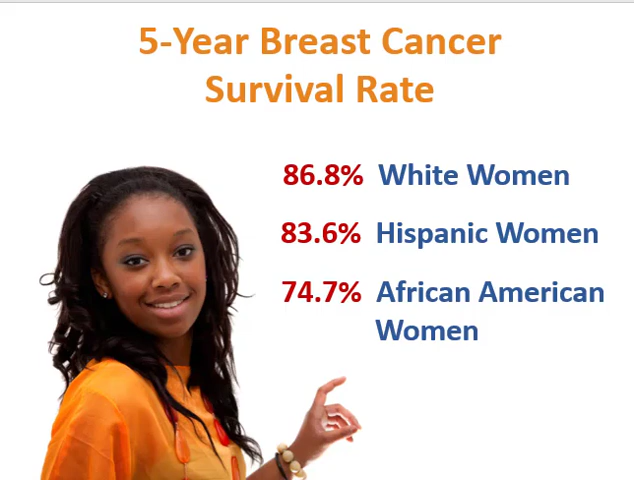 5-Year Breast Cancer
Survival Rate
86.8% White Women
83.6% Hispanic Women
74.7% African American
Women